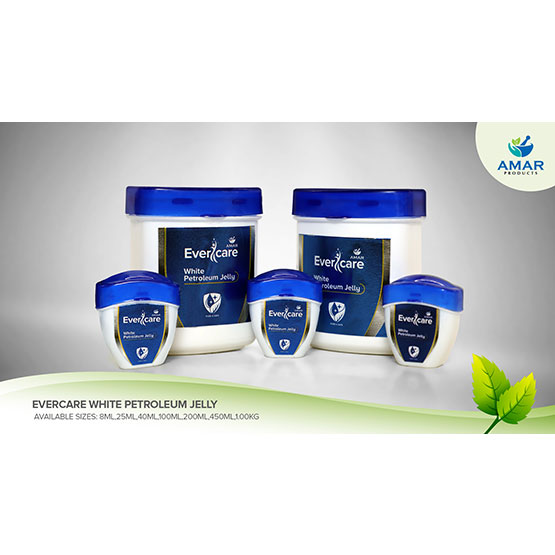 AMAR
PRODUCTS
AMAR
Evercare
White
Petroleum Jelly
AMAR
Evercare
White
Petroleum Jelly
Evercare
White
Petroleum Jelly
Evercare
White
Petroleum Jelly
Evercare
White
Petroleum Jelly
EVERCARE WHITE PETROLEUM JELLY
AVAILABLE SIZES: 8ML,25ML,40ML,100ML,200ML,450ML,1.00KG